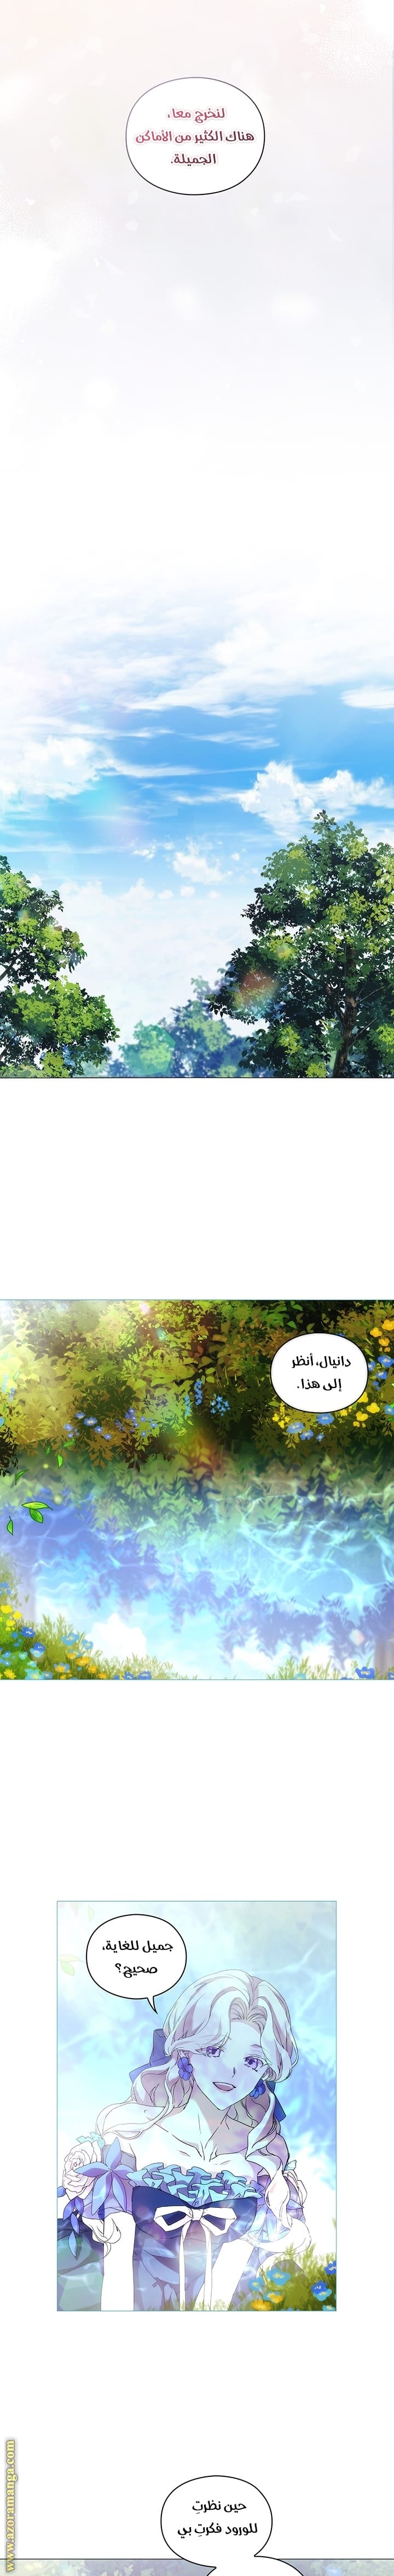 لنخرج معا،
هناك الكثير من الأماكن
الجميلة.
دانيال، أنظر
إلى هذا.
جميل للغاية،
صحيح؟
حين نظرتِ
للورود فكرتِ بي
www.azoramanga.com